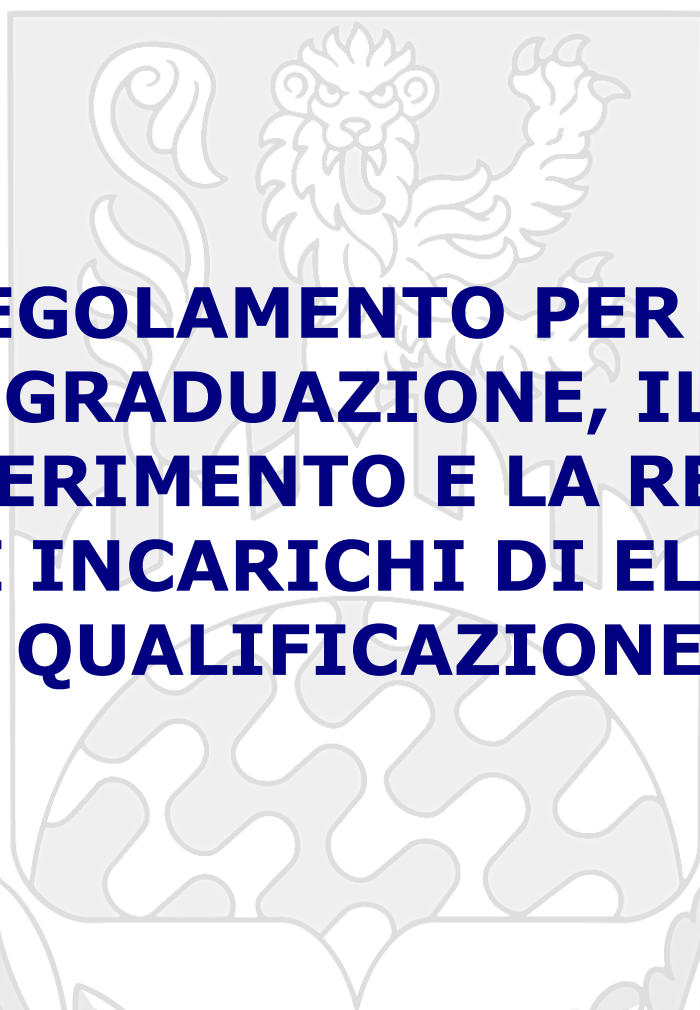 EGOLAMENTO PER
GRADUAZIONE, IL
ERIMENTO E LA RE
I INCARICHI DI EL
QUALIFICAZIONE